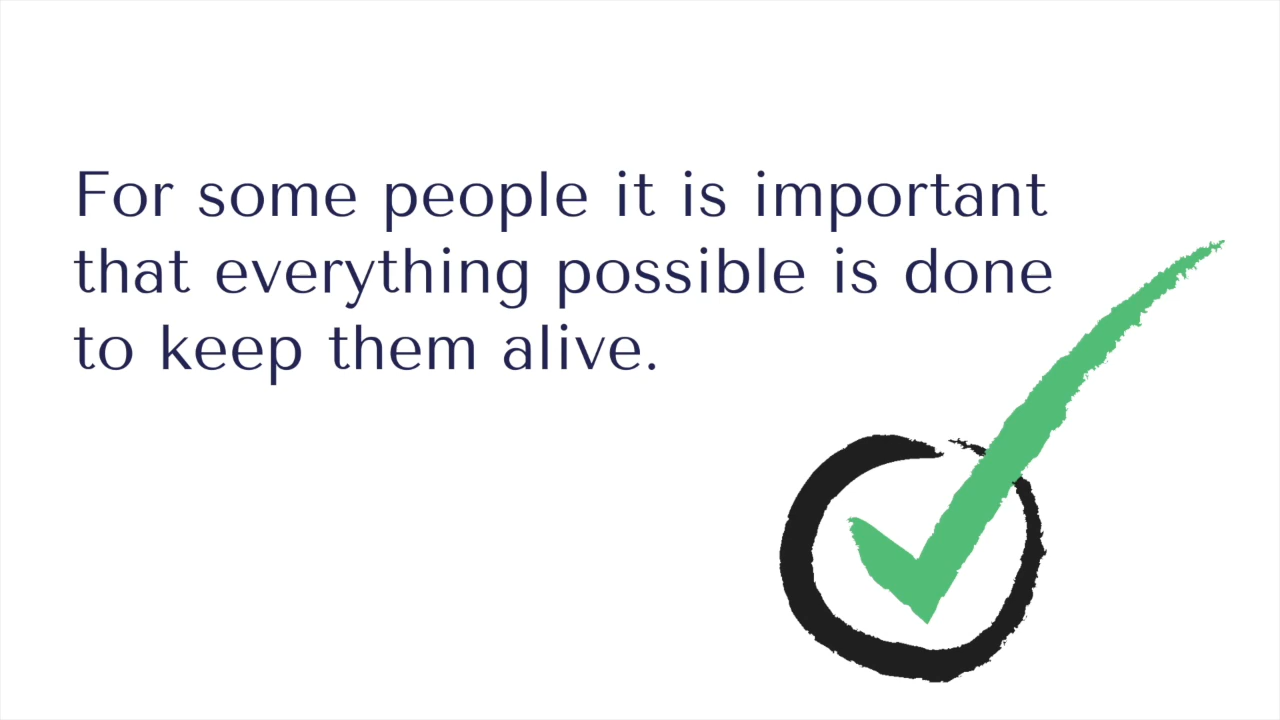 For some people it is important
that everything possible is done
to keep them alive.